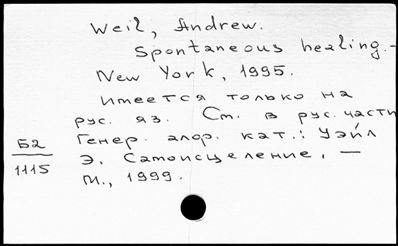 Weil, Andrew.
Spontaneous healing. –
New York, 1995.
Имеется только на
рус. яз. См. в рус. части
Генер. алф. кат.: Уэйл
Э. Самоисцеление. —
М., 1999.
Б2
1115